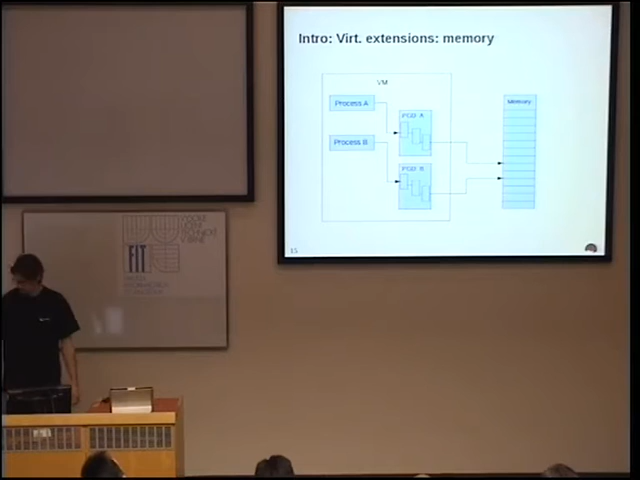 Intro: Virt. extensions: memory
VM
Process A
PGD A
Memory
Process B
PGD B
15
FIT